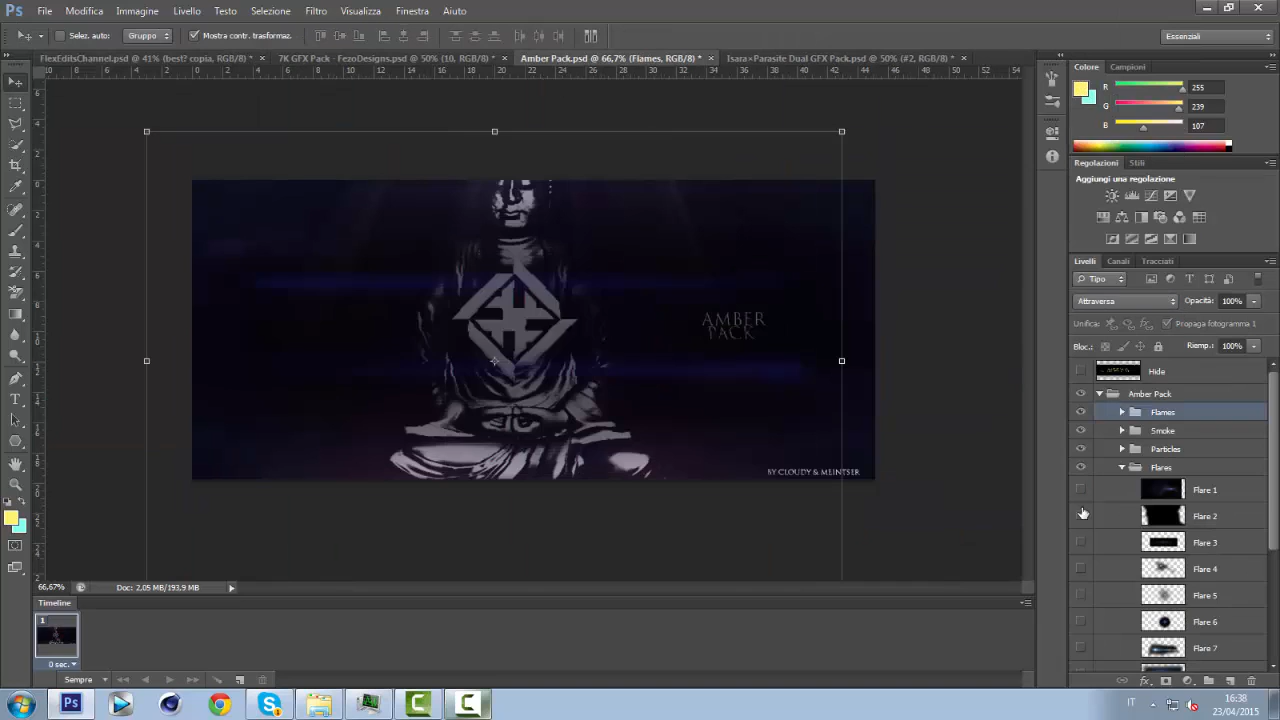 Ps File Modifica Immagine Livello Testo Selezione Filtro Visualizza Finestra Aiuto
Selez. auto: Gruppo Mostra contr. trasformaz. Essenziali
FlexEditsChannel.psd @ 41% (best! copia, RGB/8) * 7K GFX Pack - FezoDesigns.psd @ 50% (10, RGB/8) * Amber Pack.psd @ 66,7% (Flames, RGB/8) * Isara×Parasite Dual GFX Pack.psd @ 50% (#2, RGB/8) *
Colore Campioni
R 255
G 239
B 107
Regolazioni Stili
Aggiungi una regolazione
Livelli Canali Tracciati
Tipo
Attraversa Opacità: 100%
Unifica: Propaga fotogramma 1
Bloc.: Riemp.: 100%
Hide
Amber Pack
Flames
Smoke
Particles
Flares
Flare 1
Flare 2
Flare 3
Flare 4
Flare 5
Flare 6
Flare 7
AMBER
PACK
BY CLOUDY & MLINTSER
66,67% Doc: 2,05 MB/193,9 MB
Timeline
1
0 sec.
Sempre
IT 16:38
23/04/2015